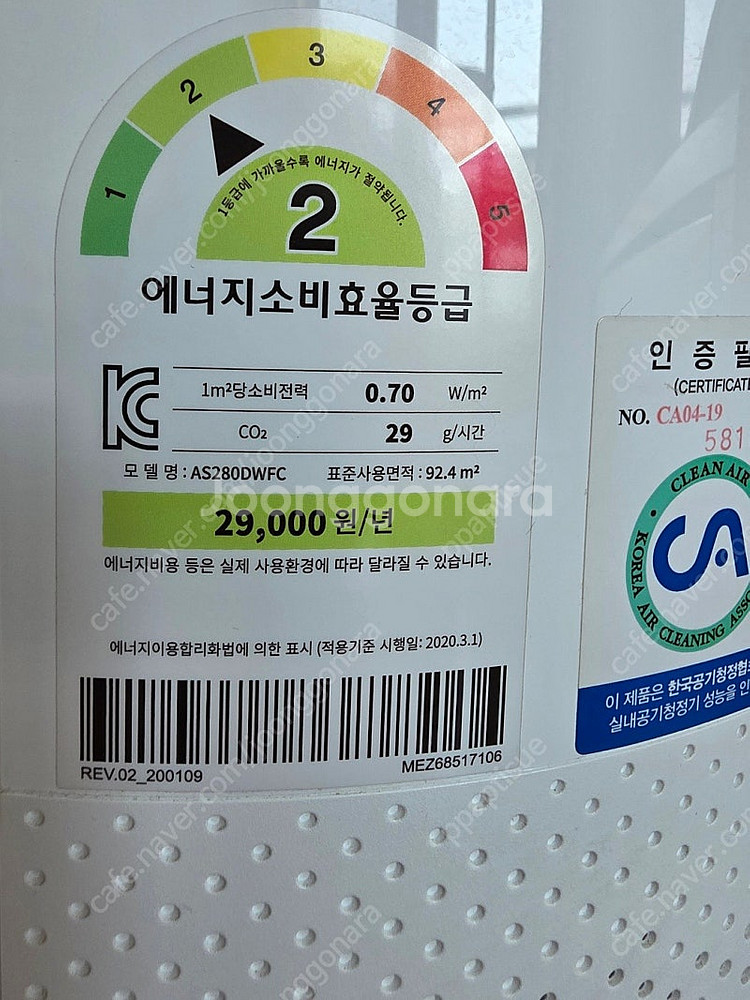 1
2
3
4
5
1등급에 가까울수록 에너지가 절약됩니다.
2
에너지소비효율등급
1m²당소비전력 0.70 W/m²
CO₂ 29 g/시간
모 델 명 : AS280DWFC 표준사용면적 : 92.4 m²
29,000 원/년
에너지비용 등은 실제 사용환경에 따라 달라질 수 있습니다.
에너지이용합리화법에 의한 표시 (적용기준 시행일: 2020.3.1)
REV.02_200109 MEZ68517106
인 증
(CERTIFICATE
NO. CA04-19
581
CLEAN AIR
KOREA AIR CLEANING
이 제품은 한국공기청정협
실내공기청정기 성능을 인
Joonggonara
cafe.naver.com/joonggonara